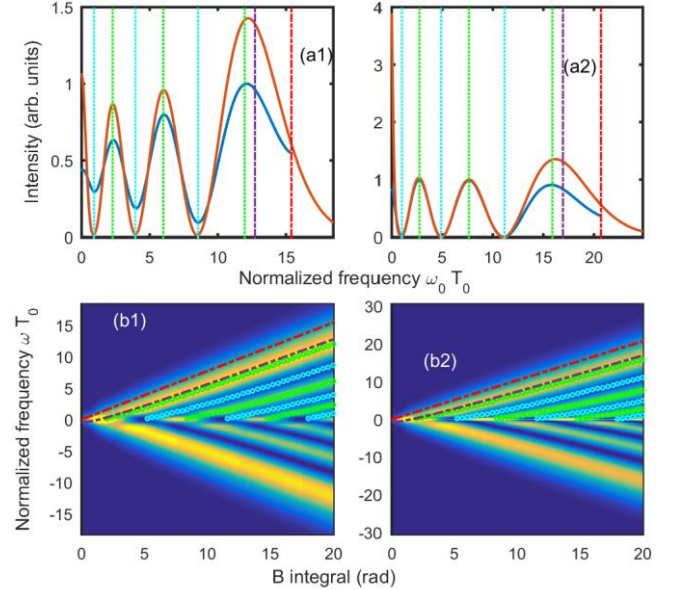 1.5
1
0.5
0
0 5 10 15
(a1)
Intensity (arb. units)
4
3
2
1
0
0 5 10 15 20
(a2)
Normalized frequency ω₀ T₀
15
10
5
0
-5
-10
-15
0 5 10 15 20
(b1)
Normalized frequency ω T₀
30
20
10
0
-10
-20
-30
0 5 10 15 20
(b2)
B integral (rad)